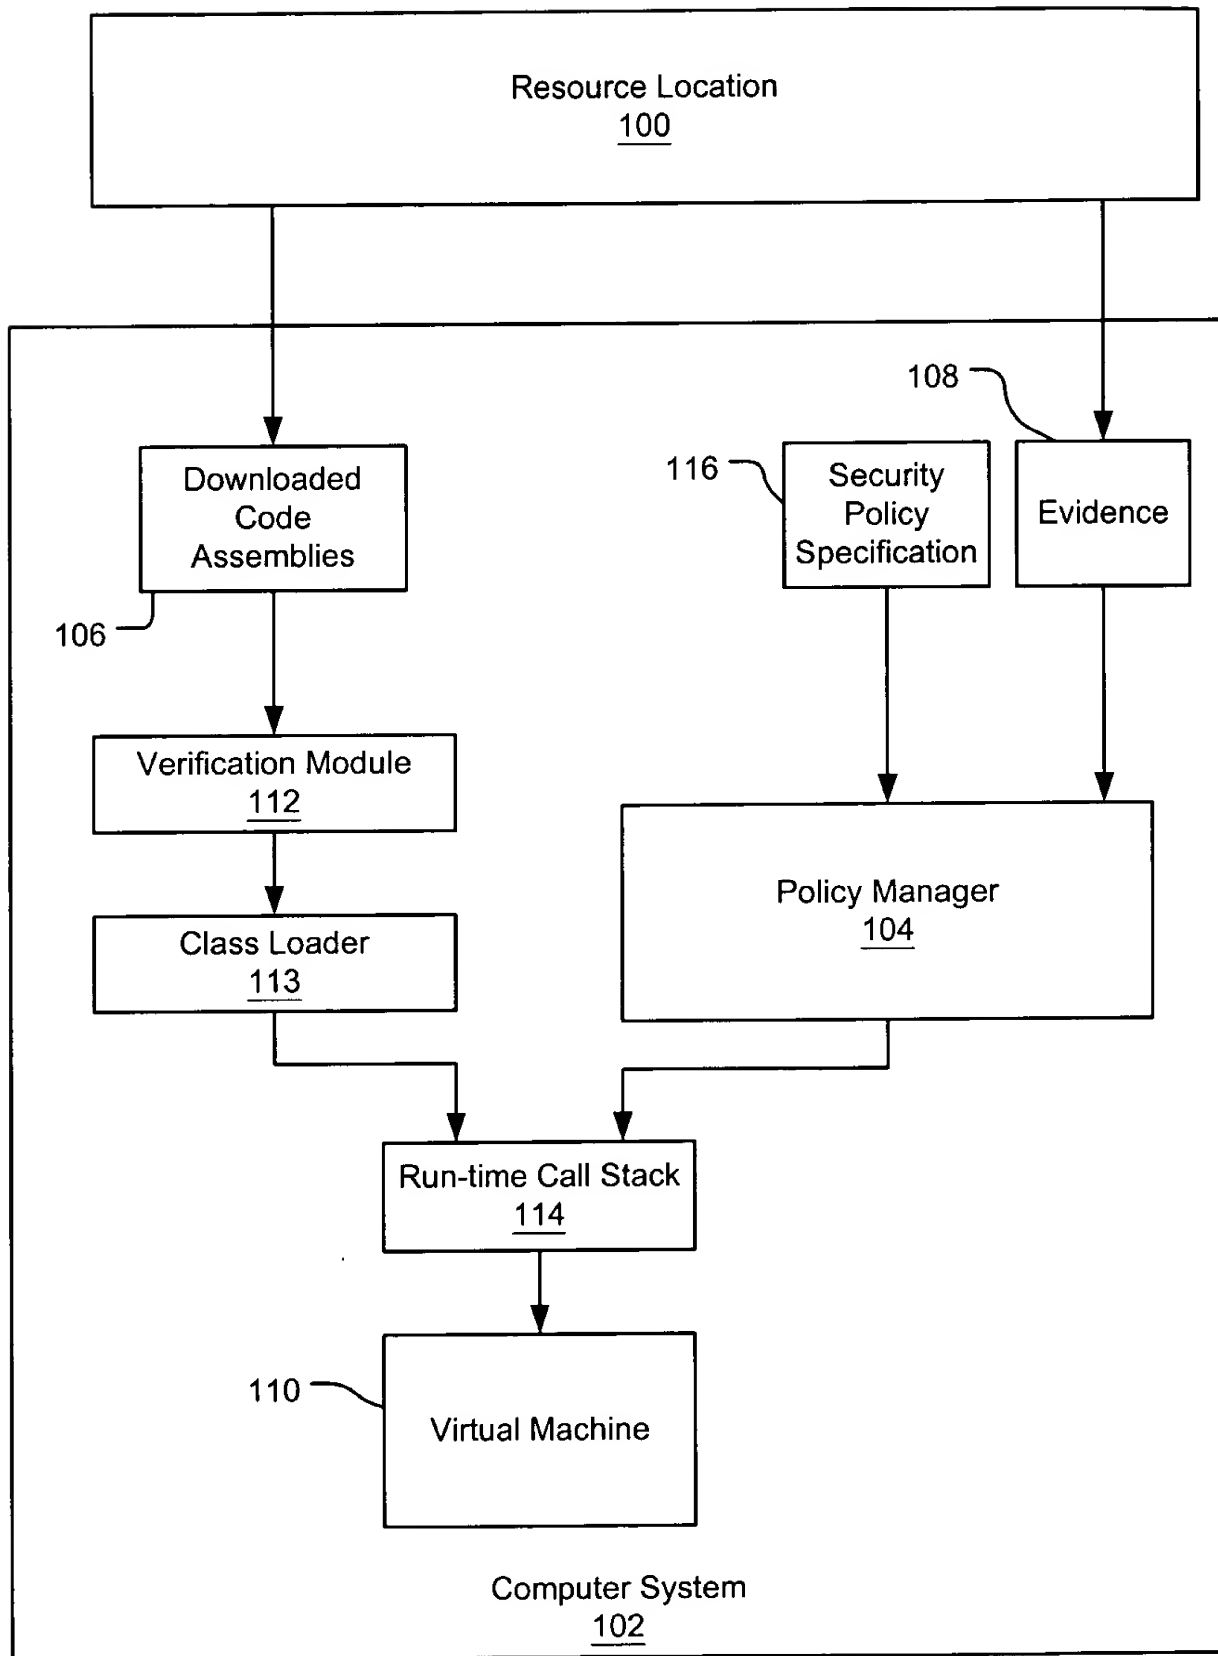 Resource Location
100
108
116
Downloaded
Code
Assemblies
Security
Policy
Specification
Evidence
106
Verification Module
112
Policy Manager
104
Class Loader
113
Run-time Call Stack
114
110
Virtual Machine
Computer System
102